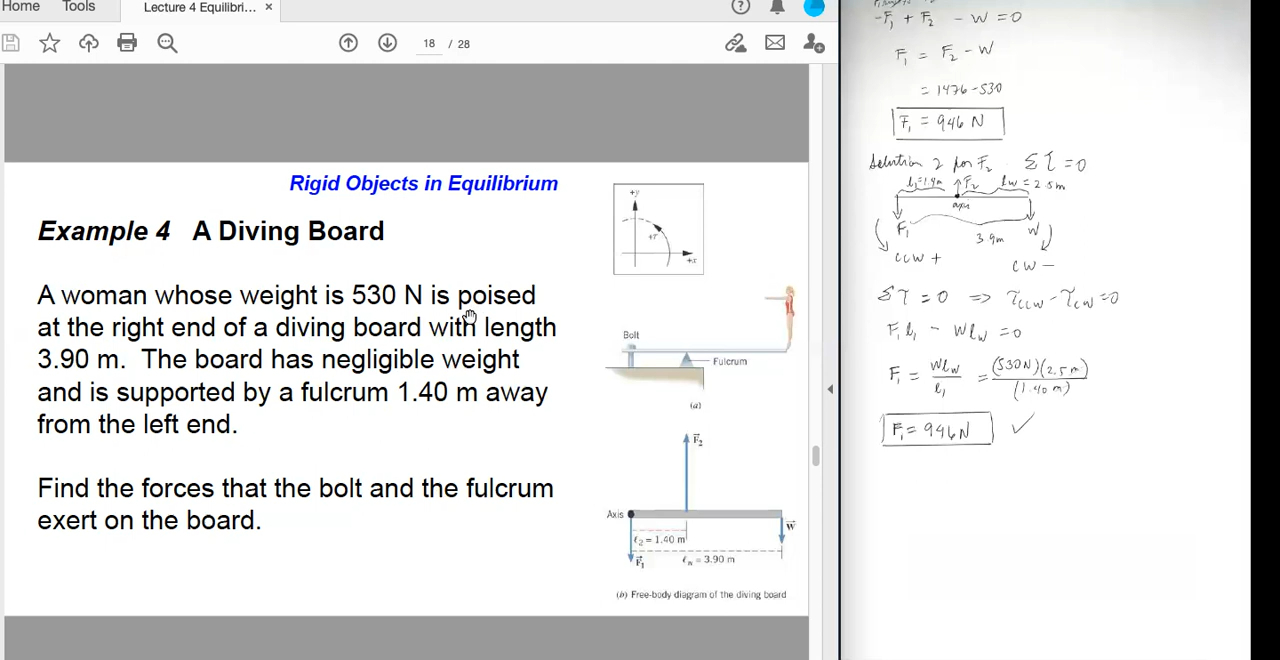 Home Tools Lecture 4 Equilibri... ×
18 / 28
Rigid Objects in Equilibrium
Example 4 A Diving Board
A woman whose weight is 530 N is poised
at the right end of a diving board with length
3.90 m. The board has negligible weight
and is supported by a fulcrum 1.40 m away
from the left end.
Find the forces that the bolt and the fulcrum
exert on the board.
+y
+τ
+x
Bolt
Fulcrum
(a)
F₂
Axis
W
ℓ₂ = 1.40 m
F₁
ℓW = 3.90 m
(b) Free-body diagram of the diving board
-F₁ + F₂ - W = 0
F₁ = F₂ - W
= 1476 - 530
F₁ = 946 N
Solution 2 for F₂ Στ = 0
l₁=1.4m F₂ lw = 2.5m
axis
F₁ 3.9m W
CCW + CW -
Στ = 0 => τccw - τcw = 0
F₁l₁ - Wlw = 0
F₁ = Wlw / l₁ = (530N)(2.5m) / (1.40 m)
F₁ = 946N ✓